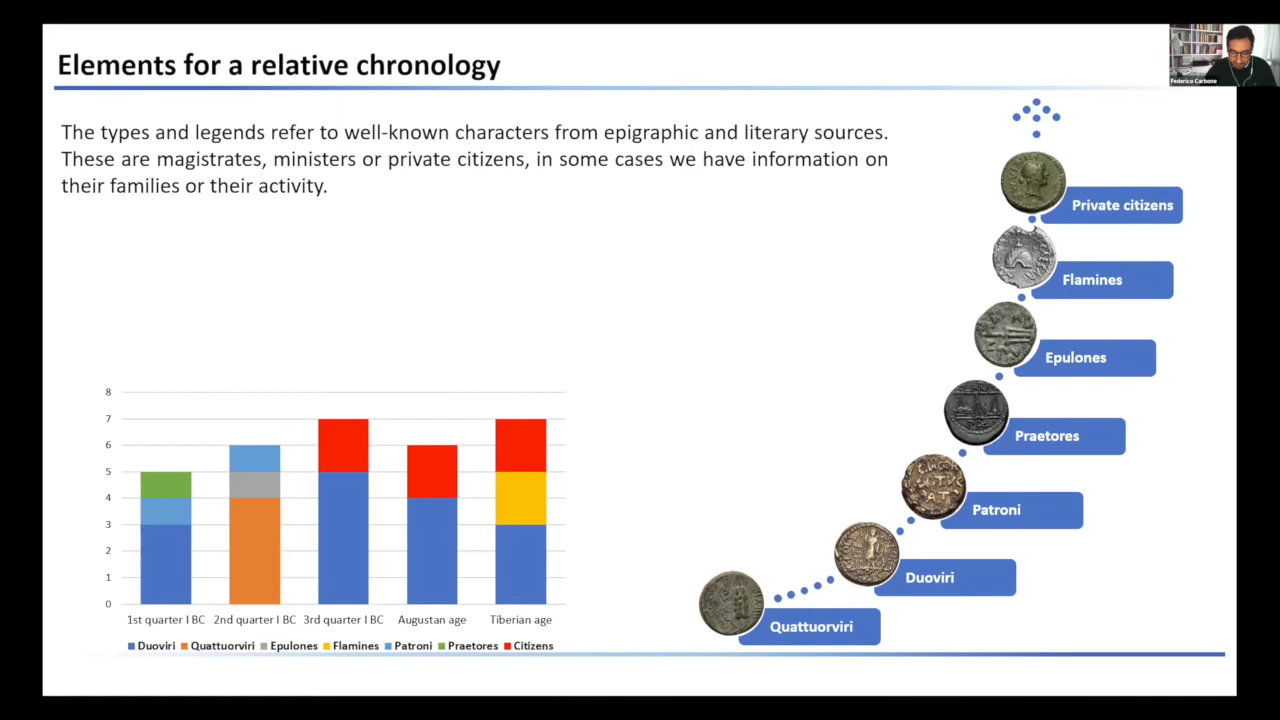 Elements for a relative chronology
Federico Carbone
The types and legends refer to well-known characters from epigraphic and literary sources.
These are magistrates, ministers or private citizens, in some cases we have information on
their families or their activity.
Private citizens
Flamines
Epulones
Praetores
Patroni
Duoviri
Quattuorviri
8
7
6
5
4
3
2
1
0
1st quarter I BC 2nd quarter I BC 3rd quarter I BC Augustan age Tiberian age
Duoviri Quattuorviri Epulones Flamines Patroni Praetores Citizens